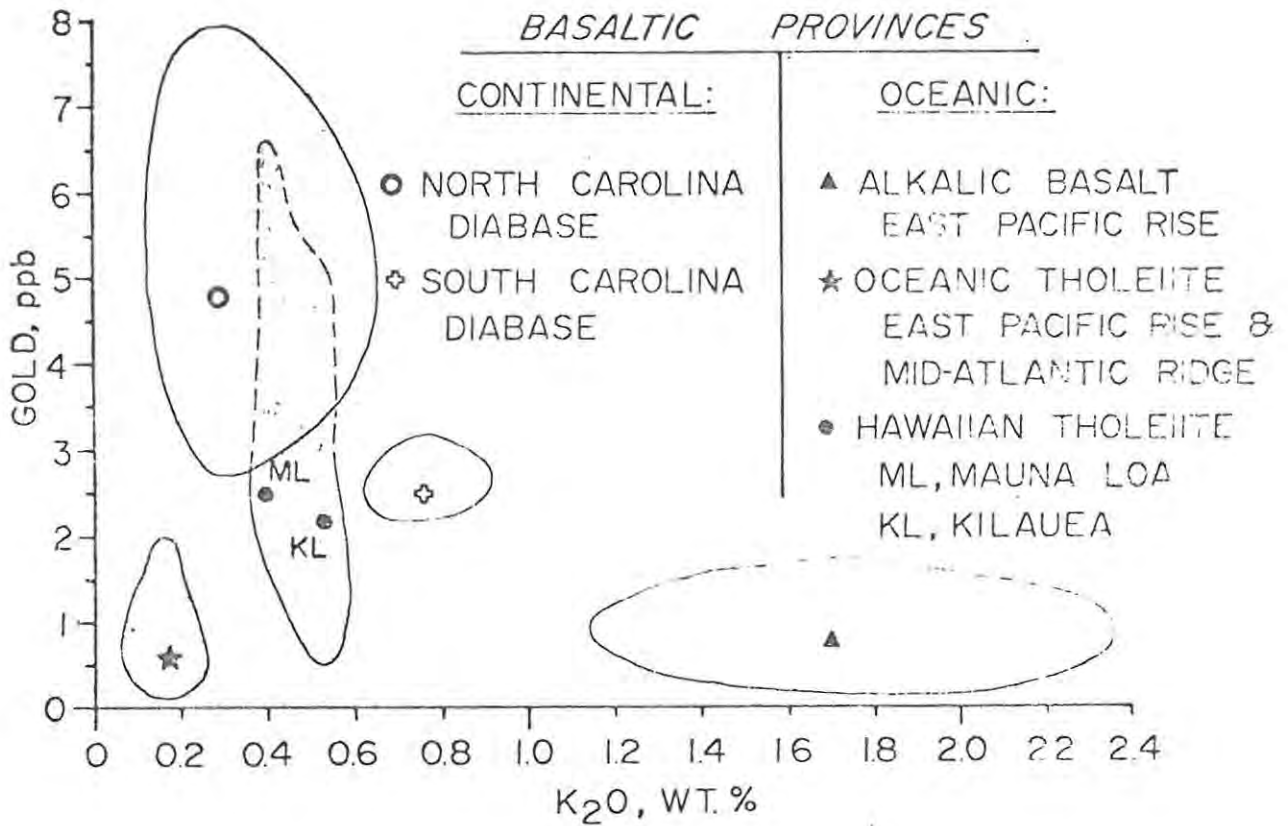 BASALTIC PROVINCES
CONTINENTAL:
NORTH CAROLINA
DIABASE
SOUTH CAROLINA
DIABASE
OCEANIC:
ALKALIC BASALT
EAST PACIFIC RISE
OCEANIC THOLEIITE
EAST PACIFIC RISE &
MID-ATLANTIC RIDGE
HAWAIIAN THOLEIITE
ML, MAUNA LOA
KL, KILAUEA
GOLD, ppb
8
7
6
5
4
3
2
1
0
ML
KL
0 0.2 0.4 0.6 0.8 1.0 1.2 1.4 1.6 1.8 2.0 2.2 2.4
K2O, WT. %